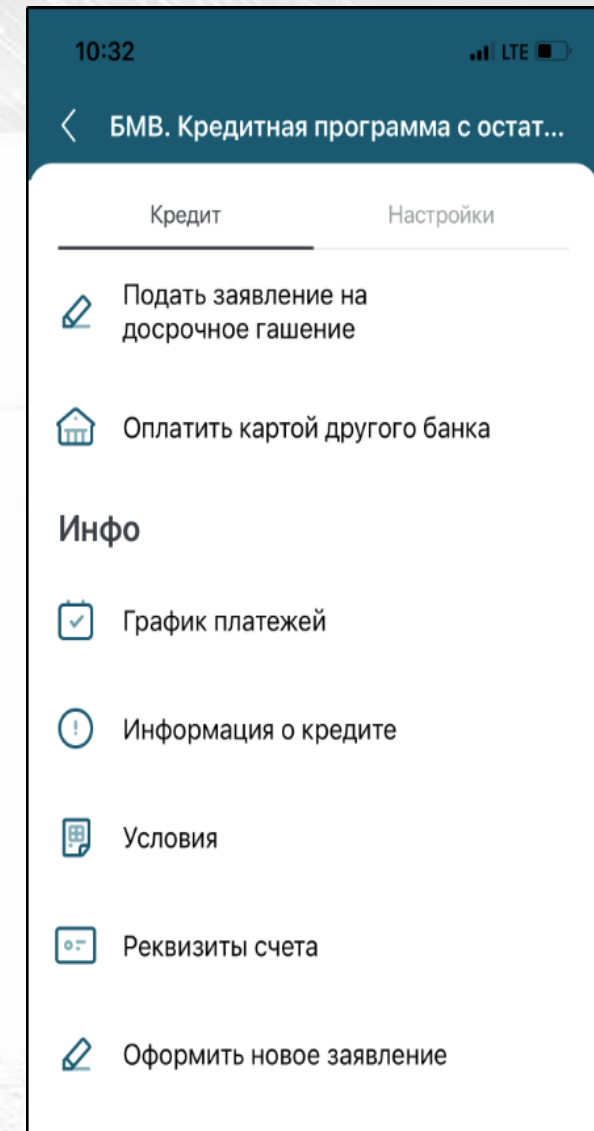 10:32 LTE
БМВ. Кредитная программа с остат...
Кредит Настройки
Подать заявление на
досрочное гашение
Оплатить картой другого банка
Инфо
График платежей
Информация о кредите
Условия
Реквизиты счета
Оформить новое заявление